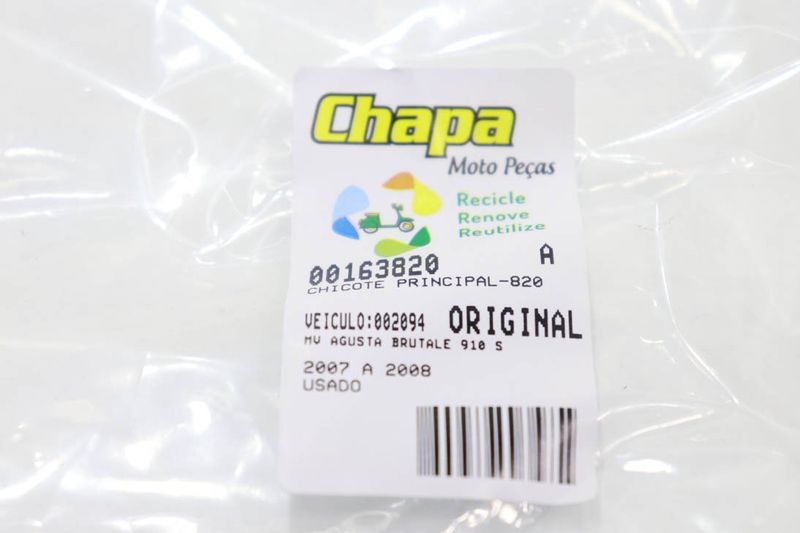 Chapa
Moto Peças
Recicle
Renove
Reutilize
00163820 A
CHICOTE PRINCIPAL-820
VEICULO:002094 ORIGINAL
MV AGUSTA BRUTALE 910 S
2007 A 2008
USADO